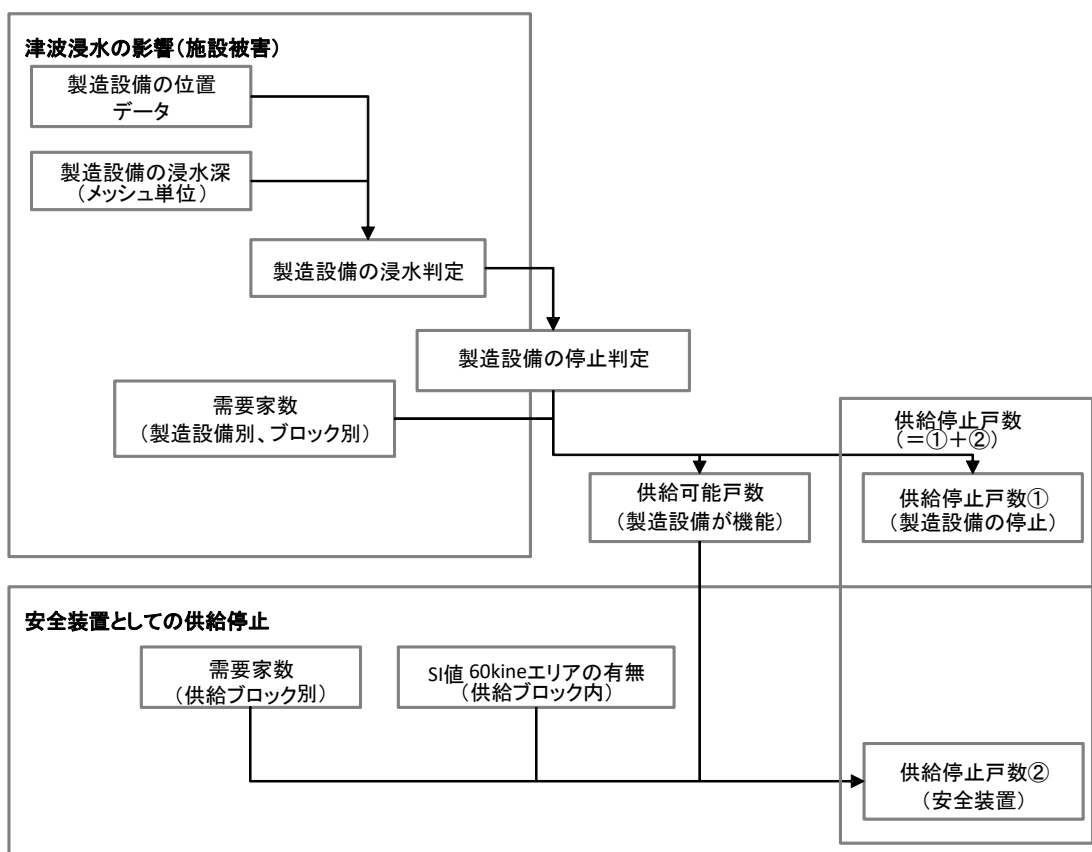 津波浸水の影響（施設被害）
製造設備の位置
データ
製造設備の浸水深
（メッシュ単位）
製造設備の浸水判定
製造設備の停止判定
需要家数
（製造設備別、ブロック別）
供給停止戸数
（＝①＋②）
供給可能戸数
（製造設備が機能）
供給停止戸数①
（製造設備の停止）
安全装置としての供給停止
需要家数
（供給ブロック別）
SI値 60kineエリアの有無
（供給ブロック内）
供給停止戸数②
（安全装置）